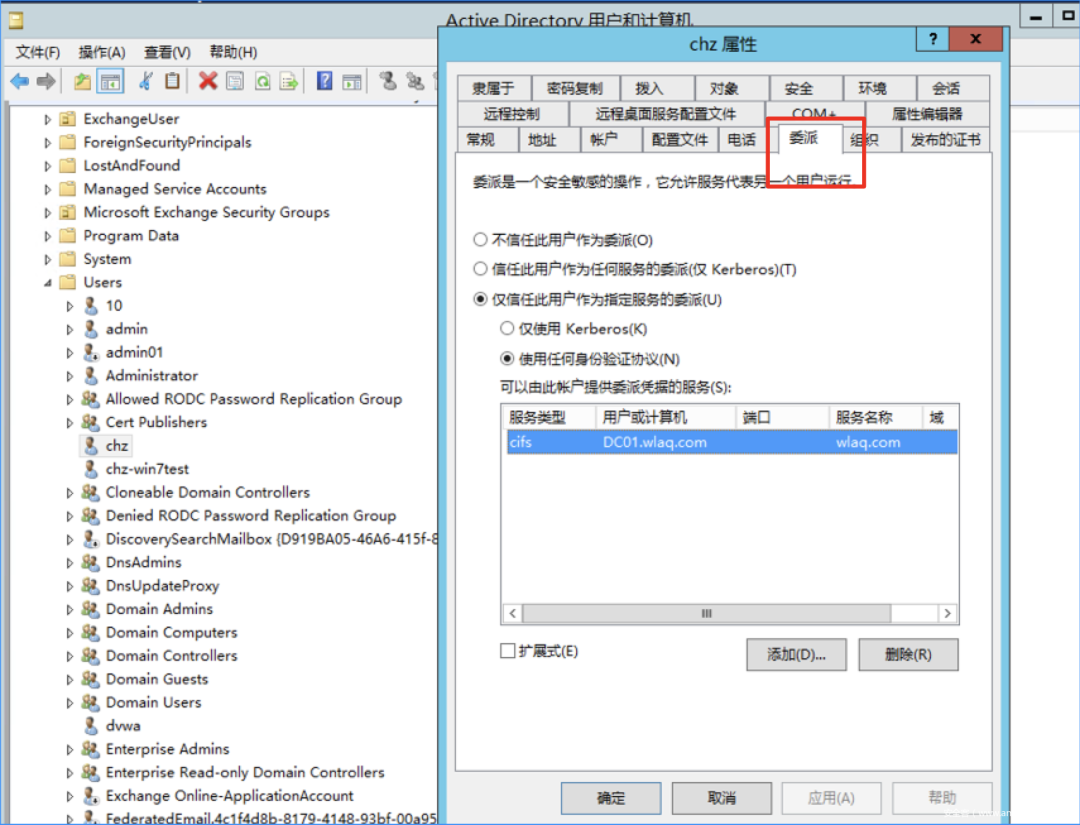 Active Directory 用户和计算机
文件(F) 操作(A) 查看(V) 帮助(H)
ExchangeUser
ForeignSecurityPrincipals
LostAndFound
Managed Service Accounts
Microsoft Exchange Security Groups
Program Data
System
Users
10
admin
admin01
Administrator
Allowed RODC Password Replication Group
Cert Publishers
chz
chz-win7test
Cloneable Domain Controllers
Denied RODC Password Replication Group
DiscoverySearchMailbox {D919BA05-46A6-415f-8
DnsAdmins
DnsUpdateProxy
Domain Admins
Domain Computers
Domain Controllers
Domain Guests
Domain Users
dvwa
Enterprise Admins
Enterprise Read-only Domain Controllers
Exchange Online-ApplicationAccount
FederatedEmail.4c1f4d8b-8179-4148-93bf-00a95
chz 属性
? x
隶属于 密码复制 拨入 对象 安全 环境 会话
远程控制 远程桌面服务配置文件 COM+ 属性编辑器
常规 地址 帐户 配置文件 电话 委派 组织 发布的证书
委派是一个安全敏感的操作，它允许服务代表另一个用户运行。
不信任此用户作为委派(O)
信任此用户作为任何服务的委派(仅 Kerberos)(T)
仅信任此用户作为指定服务的委派(U)
仅使用 Kerberos(K)
使用任何身份验证协议(N)
可以由此帐户提供委派凭据的服务(S):
服务类型 用户或计算机 端口 服务名称 域
cifs DC01.wlaq.com wlaq.com
扩展式(E)
添加(D)... 删除(R)
确定 取消 应用(A) 帮助